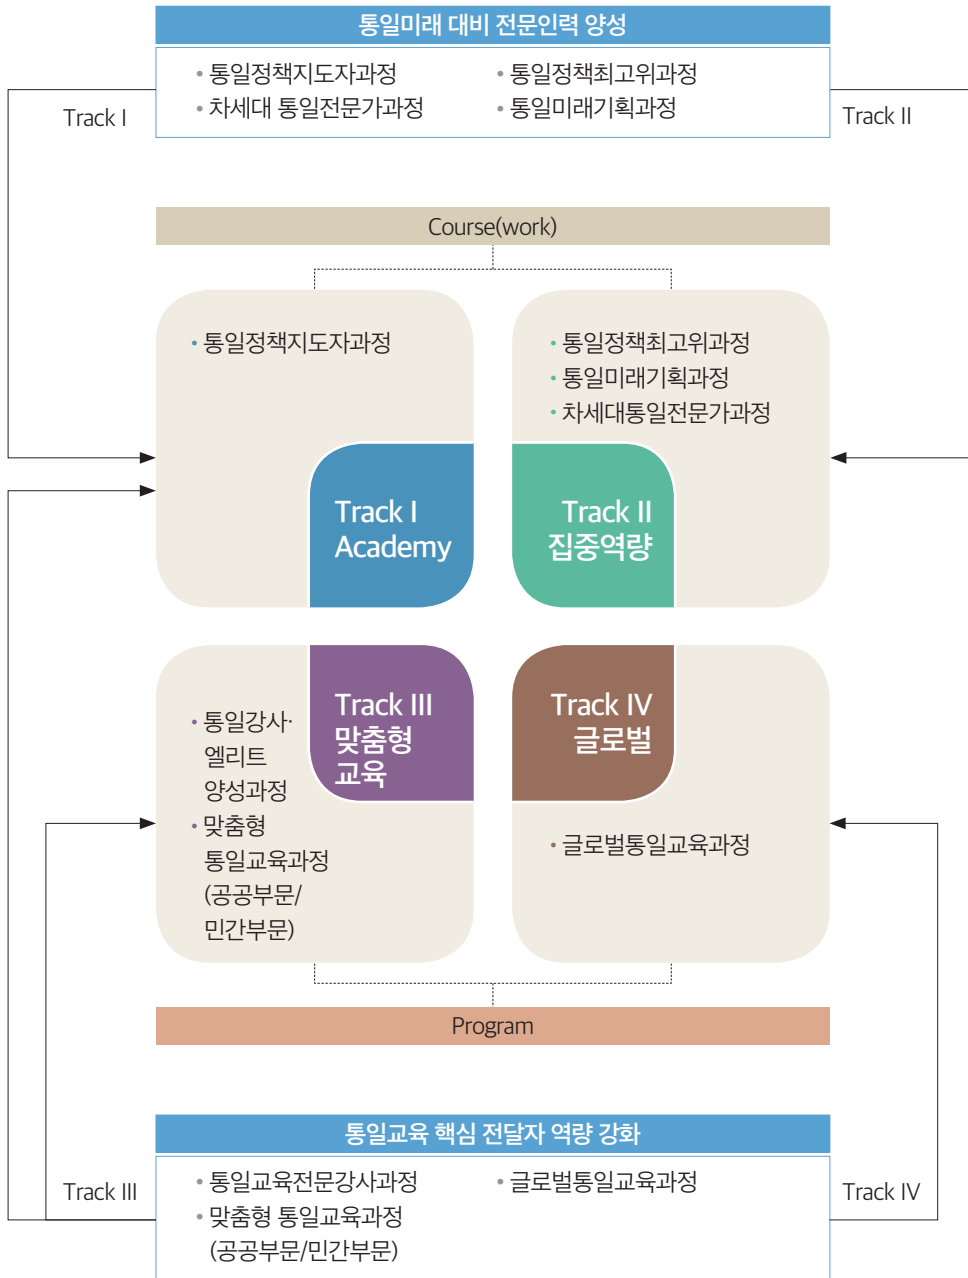 통일미래 대비 전문인력 양성
• 통일정책지도자과정
• 차세대 통일전문가과정
• 통일정책최고위과정
• 통일미래기획과정
Track I
Track II
Course(work)
• 통일정책지도자과정
• 통일정책최고위과정
• 통일미래기획과정
• 차세대통일전문가과정
Track I
Academy
Track II
집중역량
Track III
맞춤형
교육
Track IV
글로벌
• 통일강사·
엘리트
양성과정
• 맞춤형
통일교육과정
(공공부문/
민간부문)
• 글로벌통일교육과정
Program
통일교육 핵심 전달자 역량 강화
Track III
• 통일교육전문강사과정
• 맞춤형 통일교육과정
(공공부문/민간부문)
• 글로벌통일교육과정
Track IV